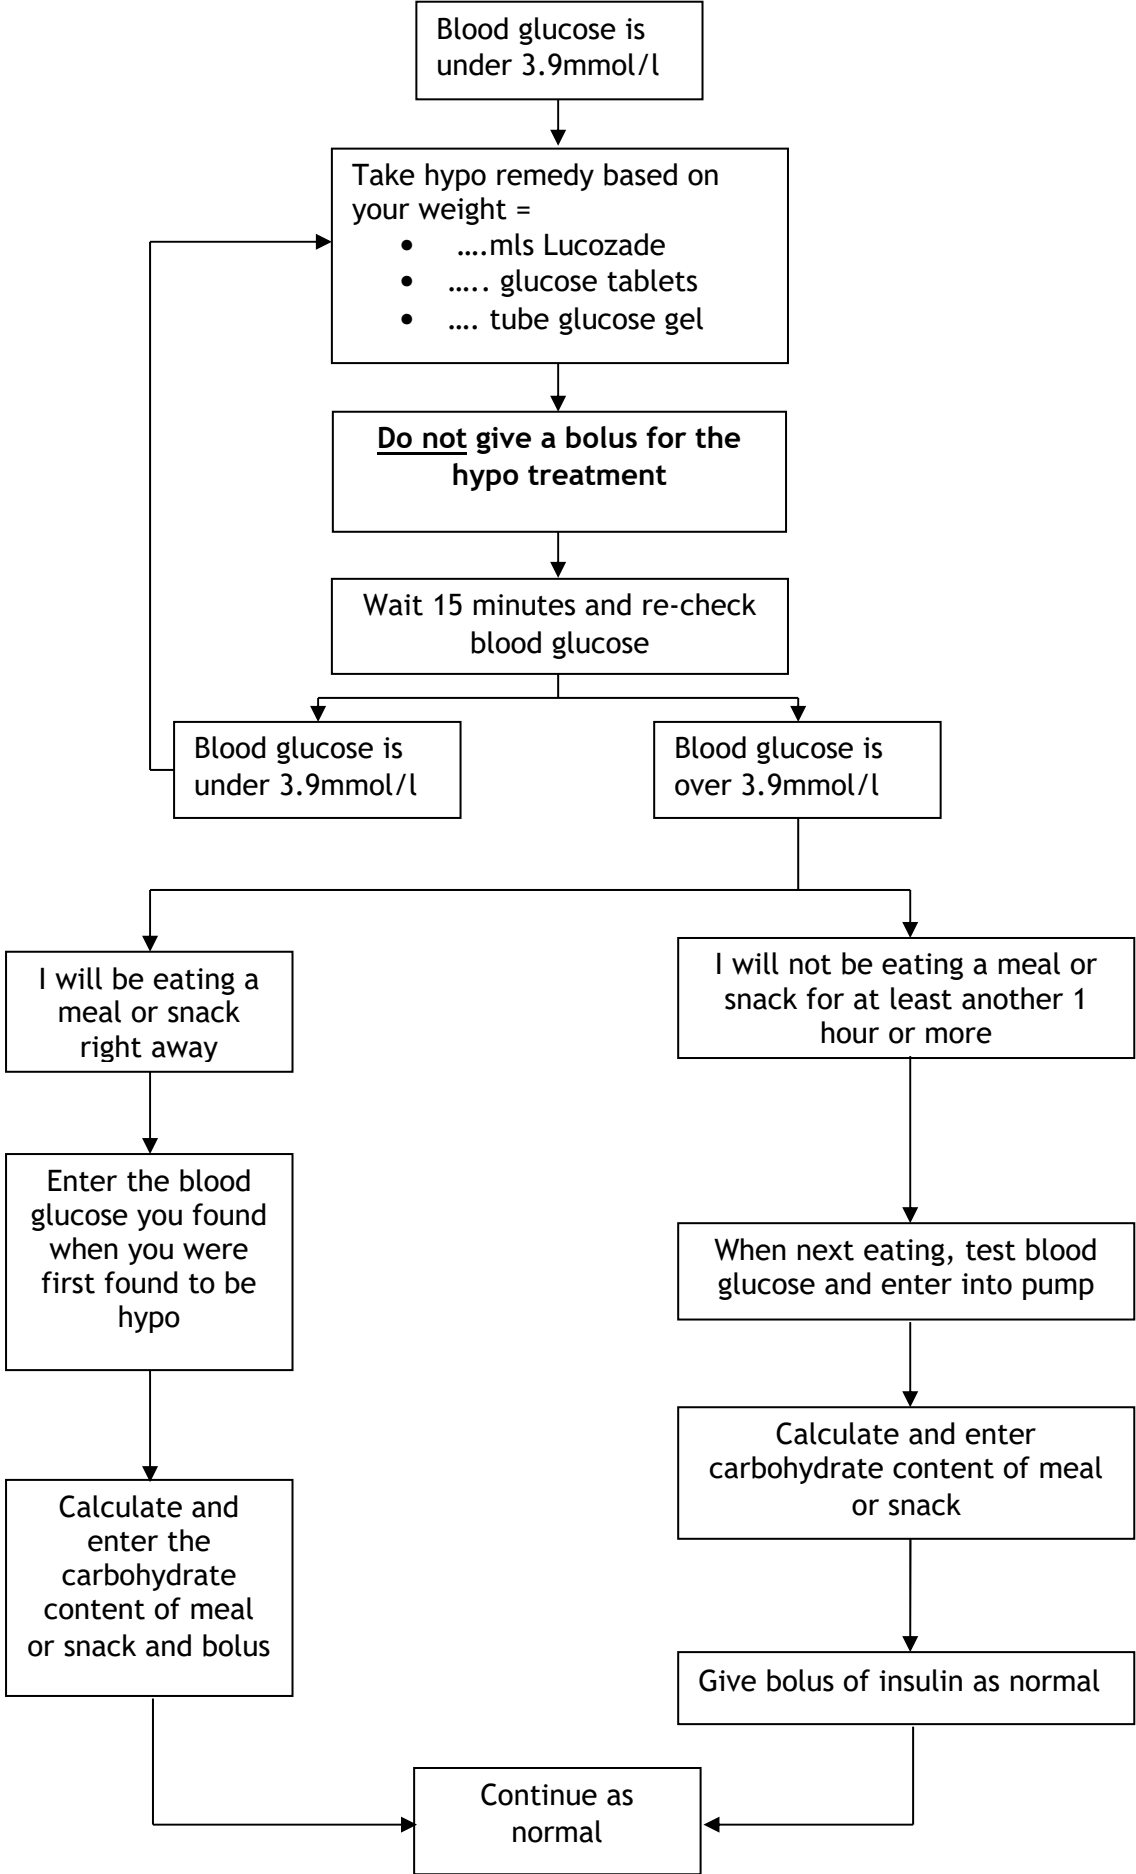 Blood glucose is
under 3.9mmol/l
Take hypo remedy based on
your weight =
• ….mls Lucozade
• ….. glucose tablets
• …. tube glucose gel
Do not give a bolus for the
hypo treatment
Wait 15 minutes and re-check
blood glucose
Blood glucose is
under 3.9mmol/l
Blood glucose is
over 3.9mmol/l
I will be eating a
meal or snack
right away
I will not be eating a meal or
snack for at least another 1
hour or more
Enter the blood
glucose you found
when you were
first found to be
hypo
When next eating, test blood
glucose and enter into pump
Calculate and enter
carbohydrate content of meal
or snack
Calculate and
enter the
carbohydrate
content of meal
or snack and bolus
Give bolus of insulin as normal
Continue as
normal